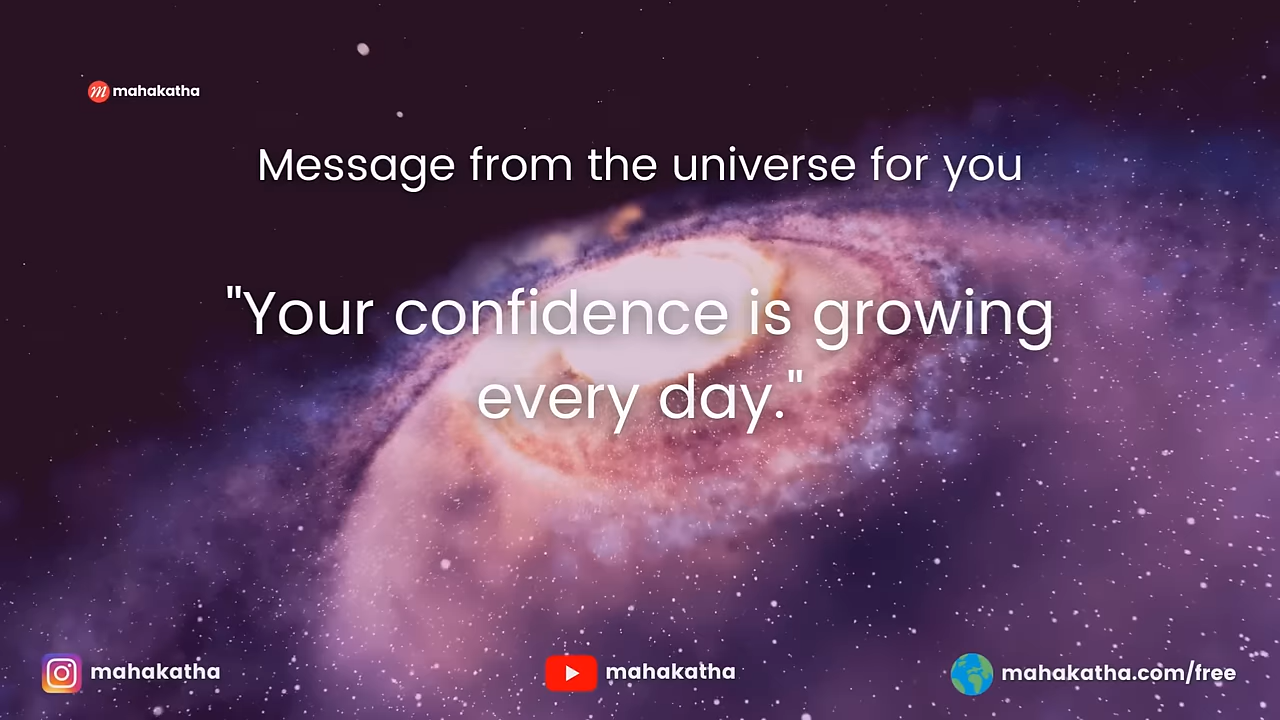 mahakatha
Message from the universe for you
"Your confidence is growing
every day."
mahakatha
mahakatha
mahakatha.com/free